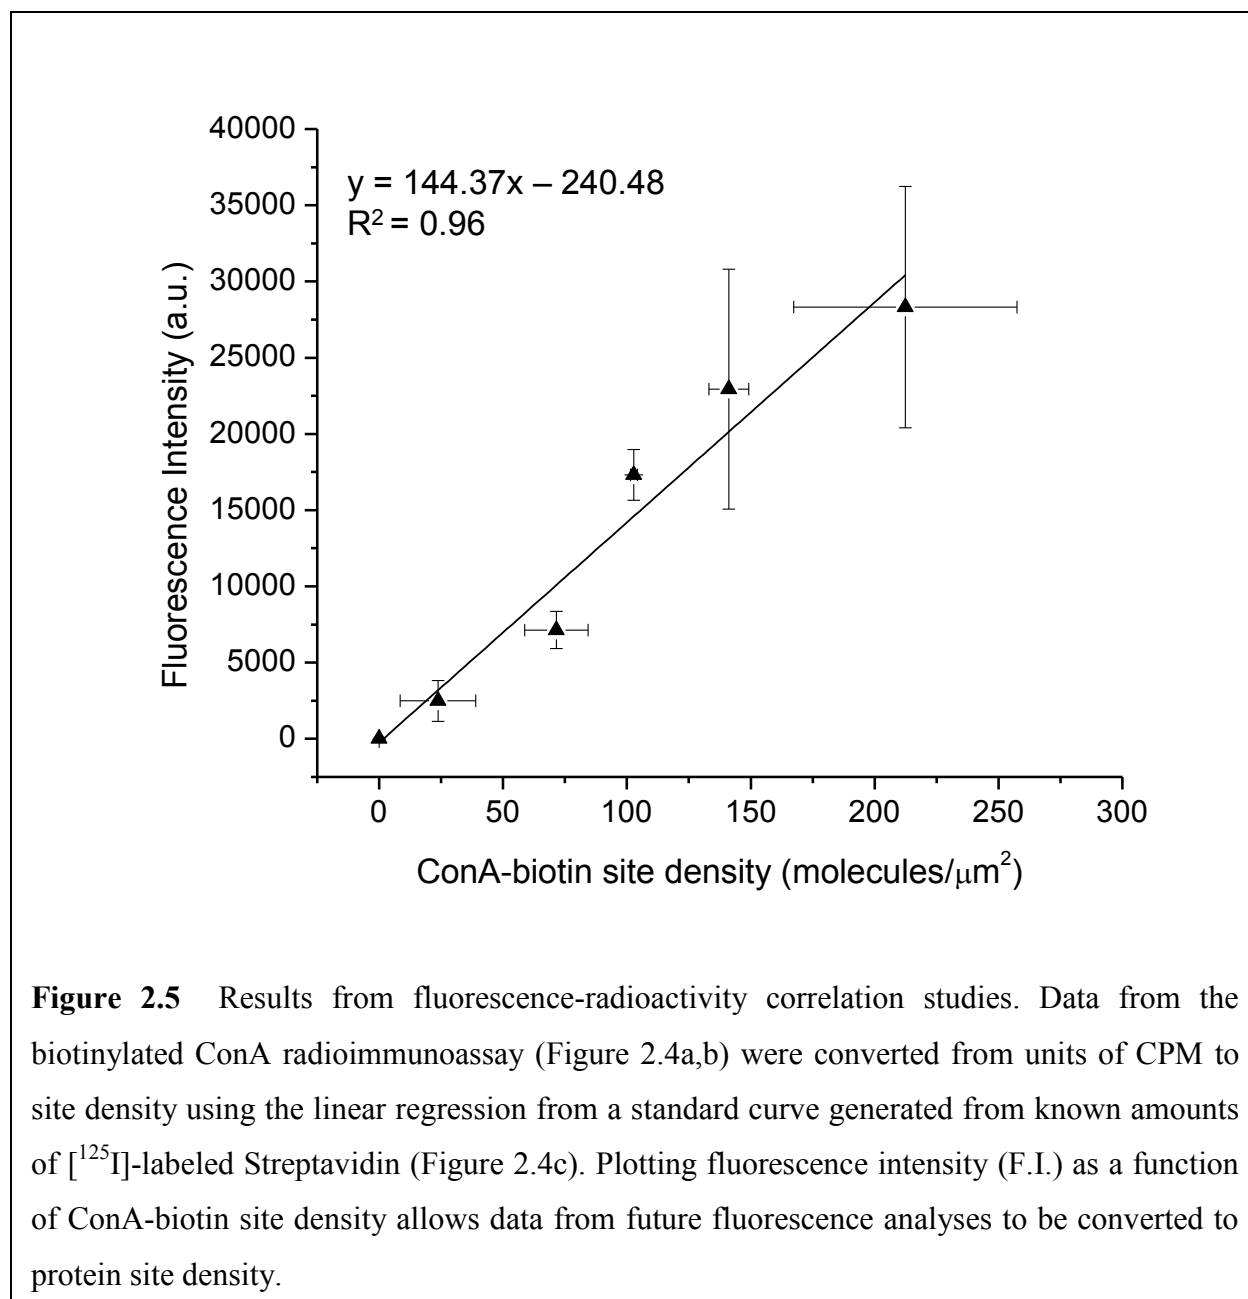 40000
y = 144.37x – 240.48
35000
R² = 0.96
30000
25000
20000
15000
10000
5000
0
Fluorescence Intensity (a.u.)
0 50 100 150 200 250 300
ConA-biotin site density (molecules/μm²)
Figure 2.5 Results from fluorescence-radioactivity correlation studies. Data from the
biotinylated ConA radioimmunoassay (Figure 2.4a,b) were converted from units of CPM to
site density using the linear regression from a standard curve generated from known amounts
of [¹²⁵I]-labeled Streptavidin (Figure 2.4c). Plotting fluorescence intensity (F.I.) as a function
of ConA-biotin site density allows data from future fluorescence analyses to be converted to
protein site density.